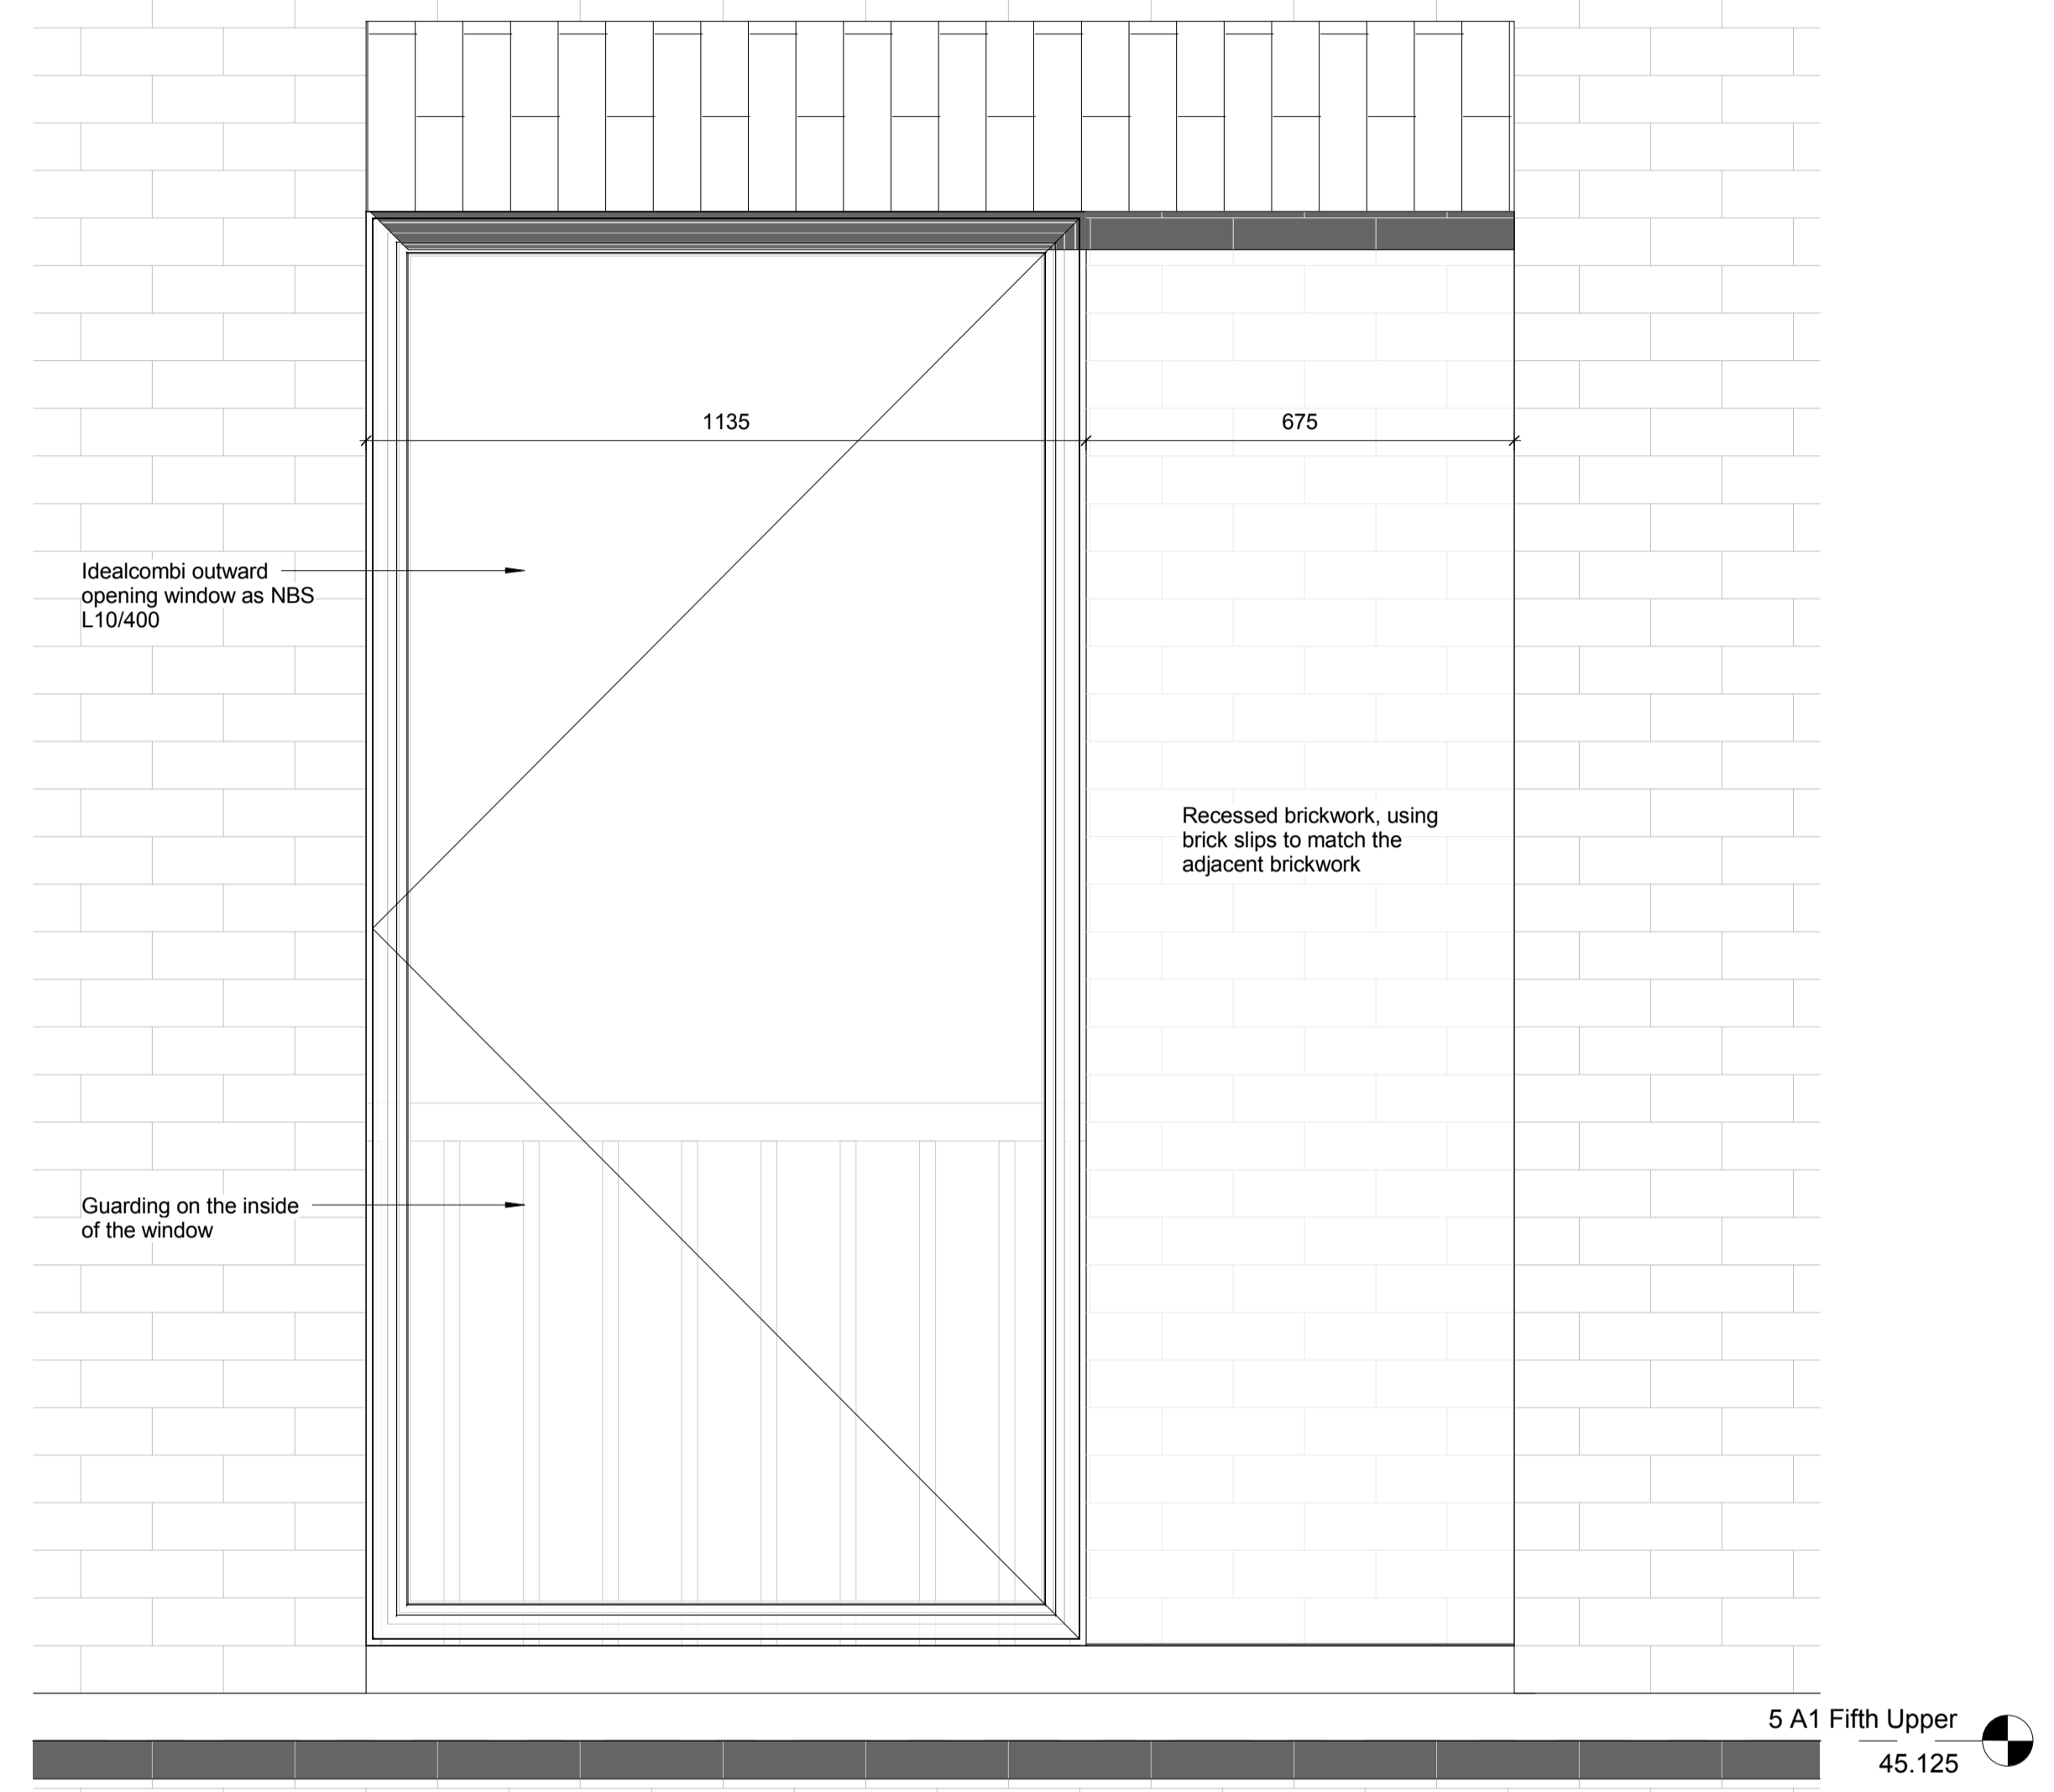 1135
675
Idealcombi outward
opening window as NBS
L10/400
Recessed brickwork, using
brick slips to match the
adjacent brickwork
Guarding on the inside
of the window
5 A1 Fifth Upper
45.125